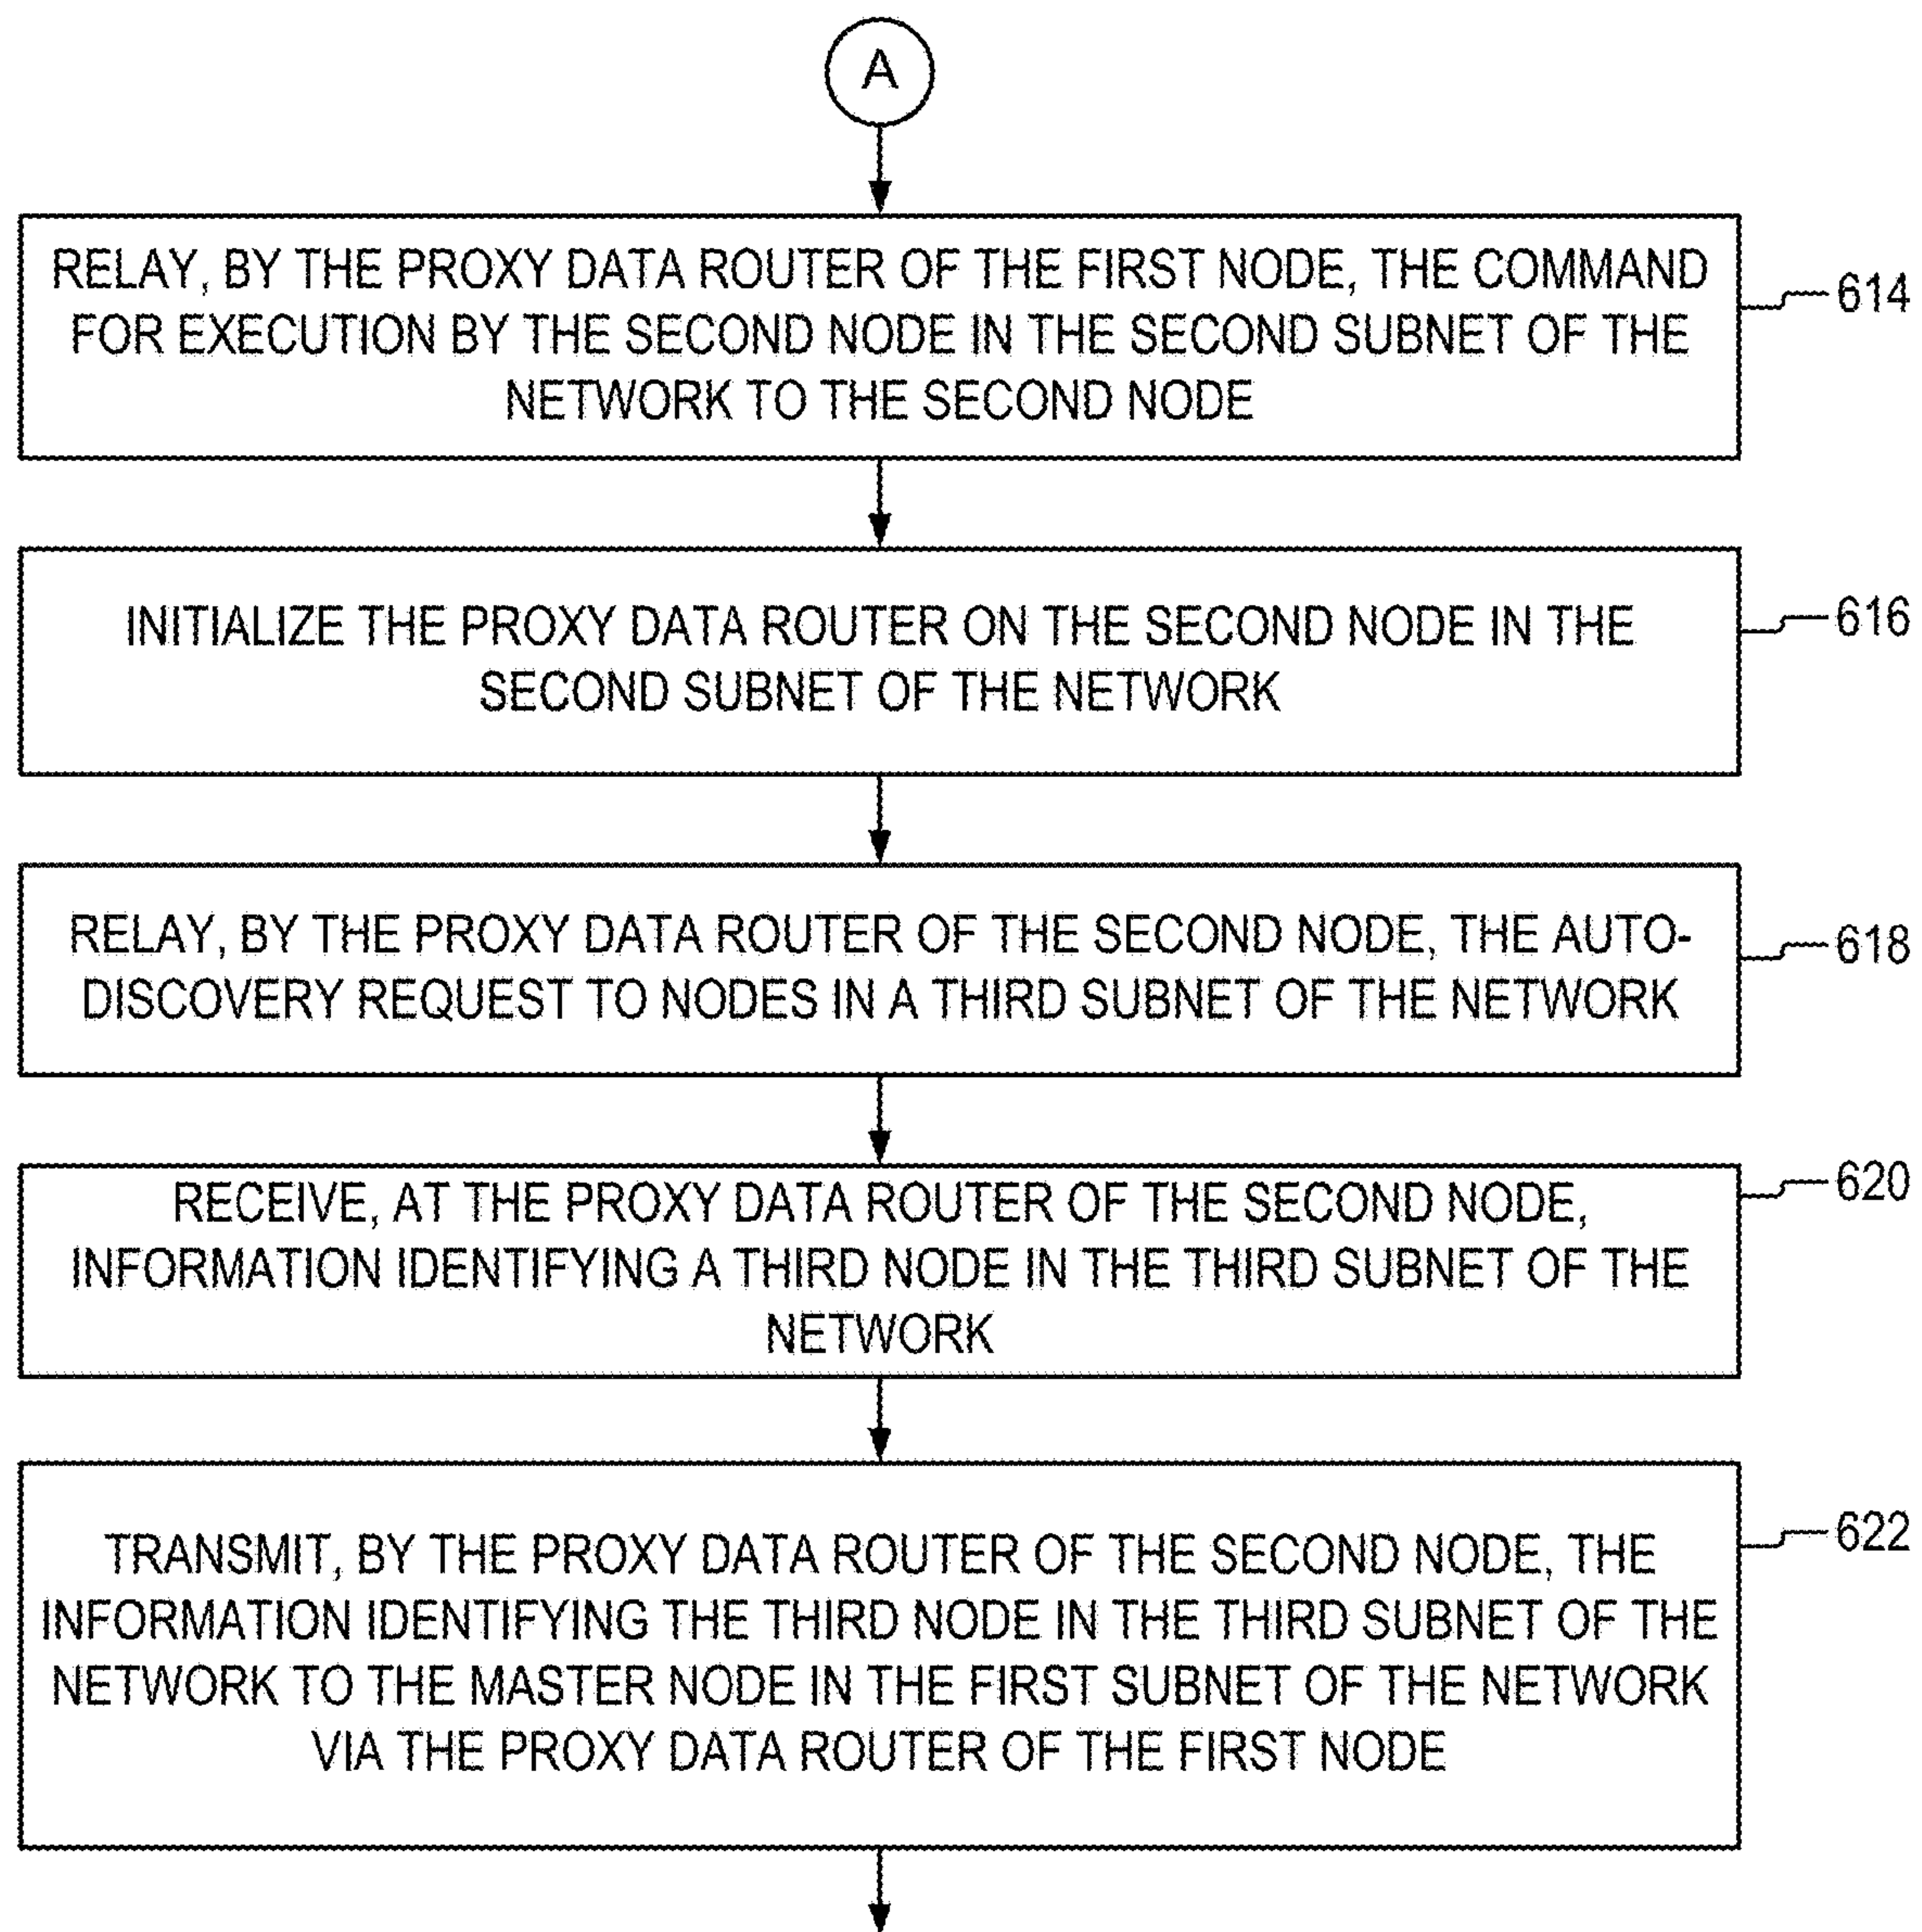 A
RELAY, BY THE PROXY DATA ROUTER OF THE FIRST NODE, THE COMMAND
FOR EXECUTION BY THE SECOND NODE IN THE SECOND SUBNET OF THE
NETWORK TO THE SECOND NODE
614
INITIALIZE THE PROXY DATA ROUTER ON THE SECOND NODE IN THE
SECOND SUBNET OF THE NETWORK
616
RELAY, BY THE PROXY DATA ROUTER OF THE SECOND NODE, THE AUTO-
DISCOVERY REQUEST TO NODES IN A THIRD SUBNET OF THE NETWORK
618
RECEIVE, AT THE PROXY DATA ROUTER OF THE SECOND NODE,
INFORMATION IDENTIFYING A THIRD NODE IN THE THIRD SUBNET OF THE
NETWORK
620
TRANSMIT, BY THE PROXY DATA ROUTER OF THE SECOND NODE, THE
INFORMATION IDENTIFYING THE THIRD NODE IN THE THIRD SUBNET OF THE
NETWORK TO THE MASTER NODE IN THE FIRST SUBNET OF THE NETWORK
VIA THE PROXY DATA ROUTER OF THE FIRST NODE
622